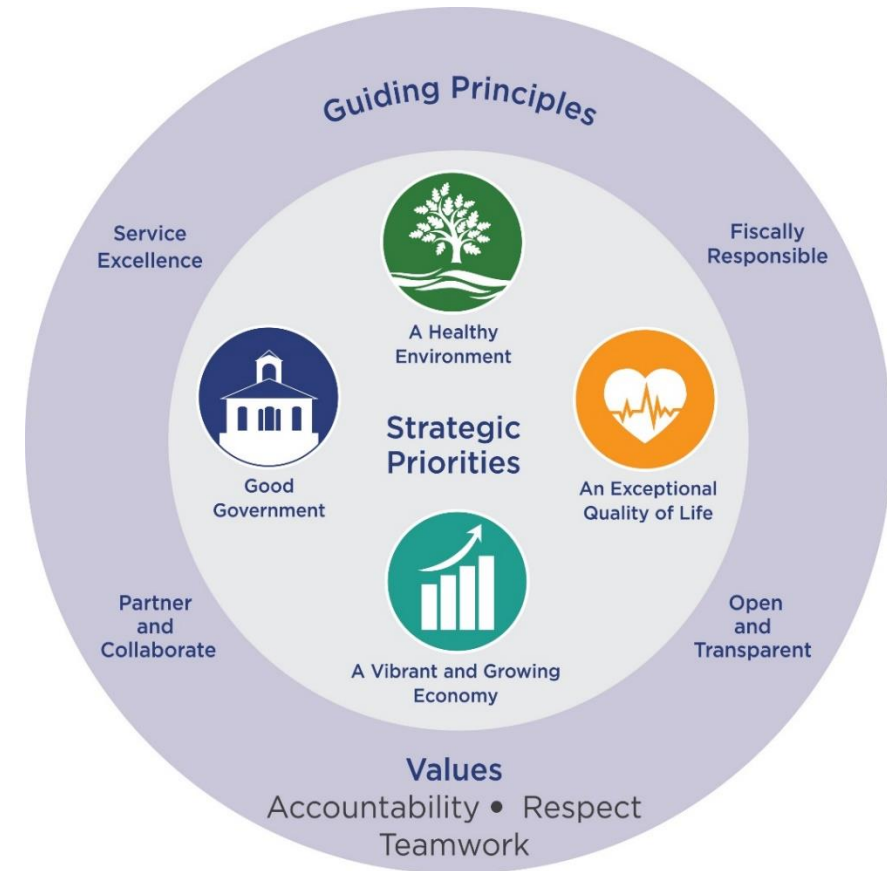 Guiding Principles
Service
Excellence
Fiscally
Responsible
A Healthy
Environment
Strategic
Priorities
Good
Government
An Exceptional
Quality of Life
A Vibrant and Growing
Economy
Partner
and
Collaborate
Open
and
Transparent
Values
Accountability • Respect
Teamwork